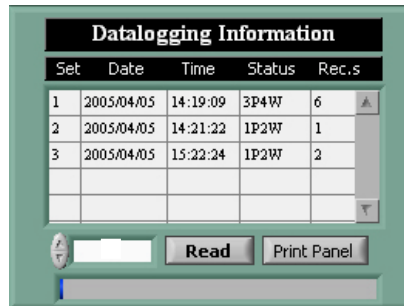 Datalogging Information
Set Date Time Status Rec.s
1 2005/04/05 14:19:09 3P4W 6
2 2005/04/05 14:21:22 1P2W 1
3 2005/04/05 15:22:24 1P2W 2
Read Print Panel